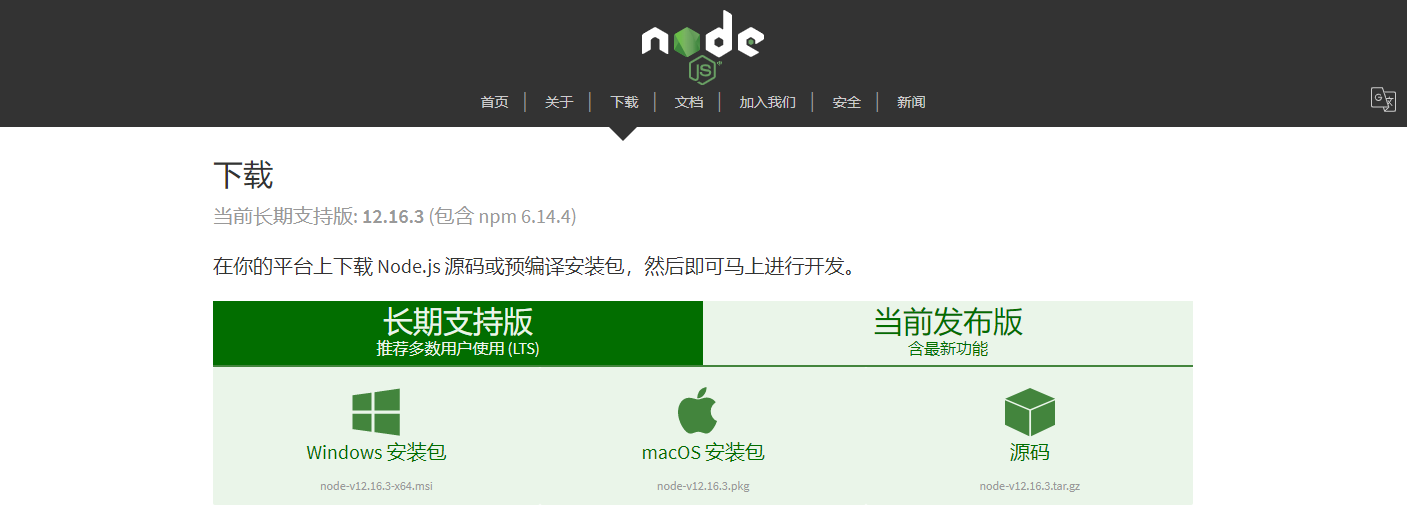 node
JS
首页 关于 下载 文档 加入我们 安全 新闻
下载
当前长期支持版: 12.16.3 (包含 npm 6.14.4)
在你的平台上下载 Node.js 源码或预编译安装包，然后即可马上进行开发。
长期支持版
推荐多数用户使用 (LTS)
当前发布版
含最新功能
Windows 安装包
node-v12.16.3-x64.msi
macOS 安装包
node-v12.16.3.pkg
源码
node-v12.16.3.tar.gz